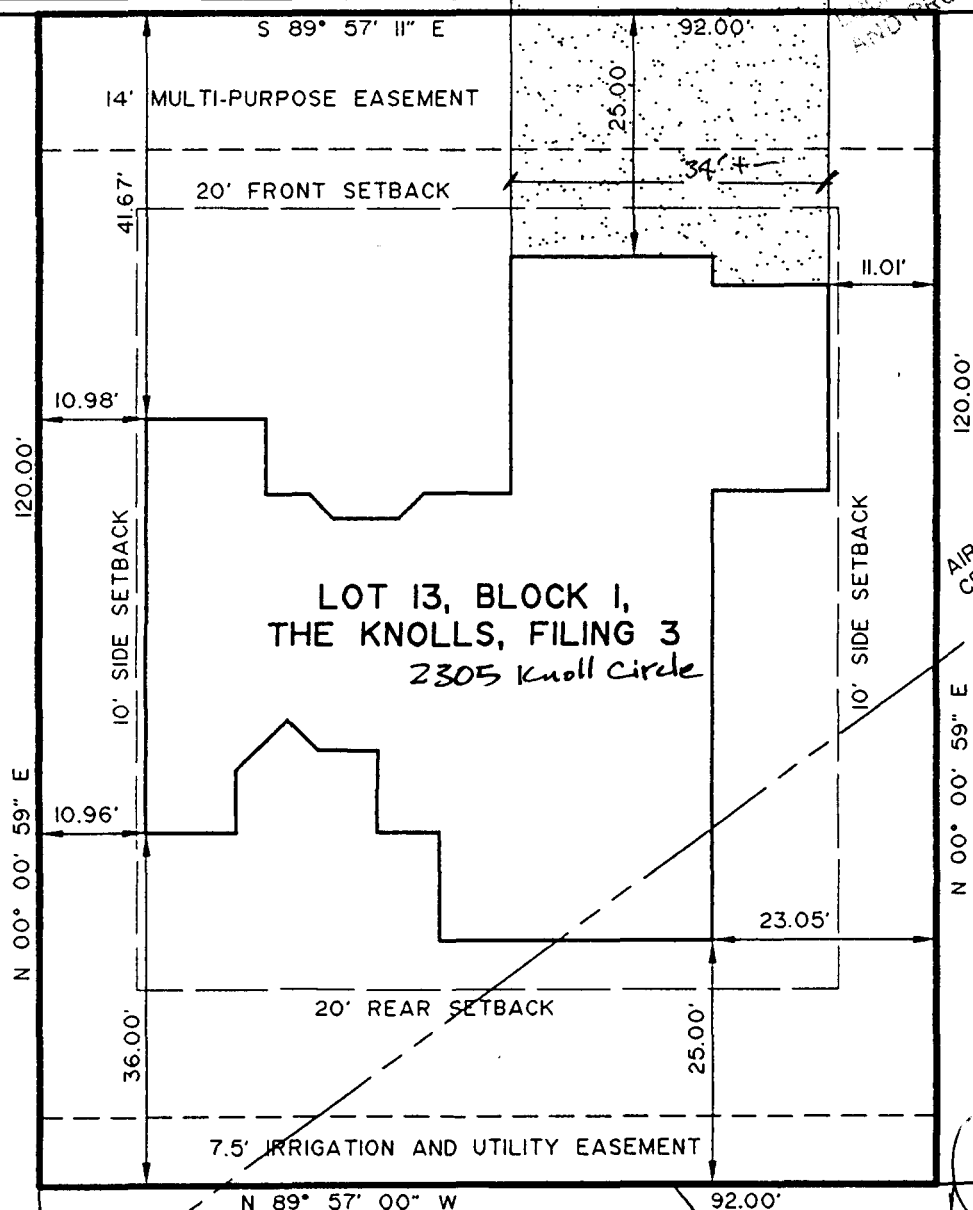 S 89° 57' 11" E
92.00'
AND
14' MULTI-PURPOSE EASEMENT
25.00'
34' +-
41.67'
20' FRONT SETBACK
11.01'
10.98'
120.00'
120.00'
10' SIDE SETBACK
10' SIDE SETBACK
LOT 13, BLOCK 1,
THE KNOLLS, FILING 3
2305 Knoll Circle
N 00° 00' 59" E
N 00° 00' 59" E
10.96'
23.05'
20' REAR SETBACK
36.00'
25.00'
7.5' IRRIGATION AND UTILITY EASEMENT
N 89° 57' 00" W
92.00'